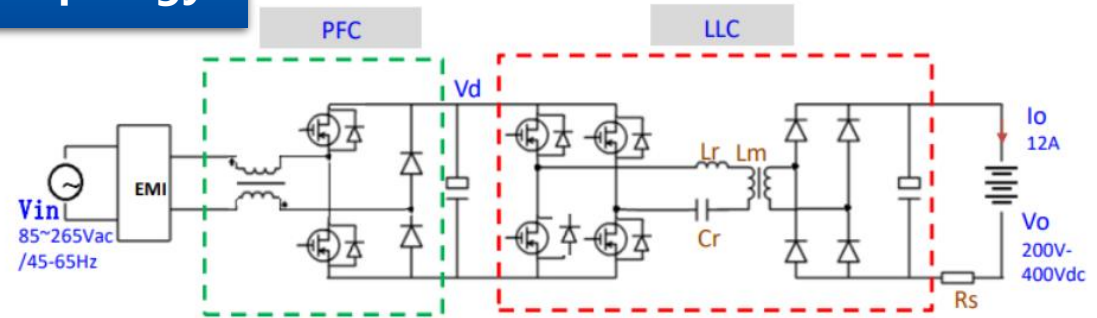 PFC
LLC
Vd
EMI
Vin
85~265Vac
/45-65Hz
Lr
Lm
Cr
Io
12A
Vo
200V-
400Vdc
Rs